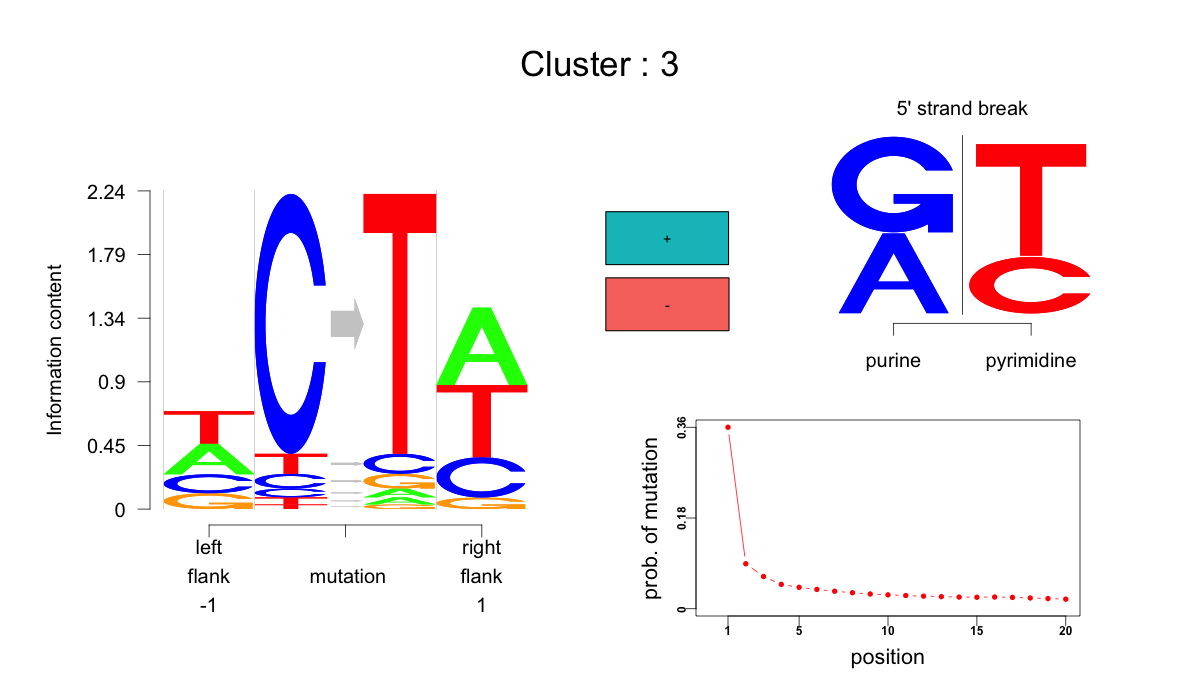 Cluster : 3
5' strand break
G T
A C
purine pyrimidine
Information content
2.24
1.79
1.34
0.9
0.45
0
T C T A
A T C T
C C G C
G C A G
T A
G
+
-
left right
flank mutation flank
-1 1
prob. of mutation
0.36
0.18
0
1 5 10 15 20
position